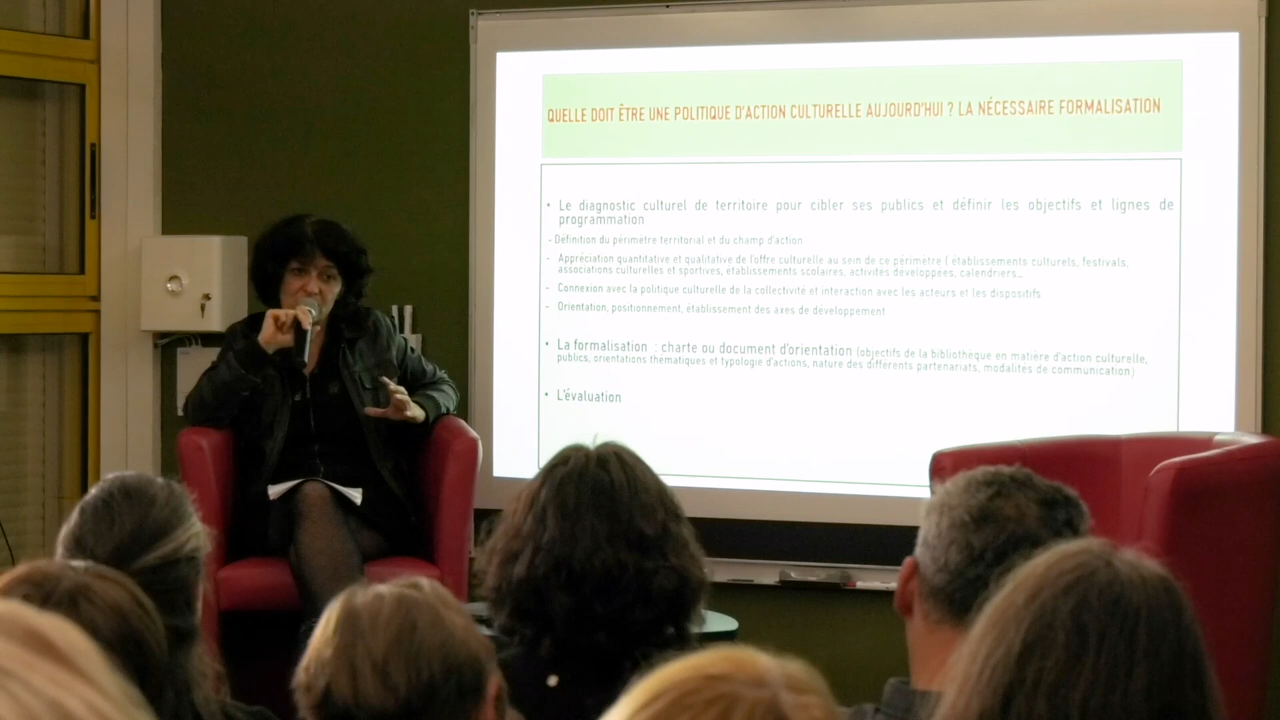 QUELLE DOIT ÊTRE UNE POLITIQUE D'ACTION CULTURELLE AUJOURD'HUI ? LA NÉCESSAIRE FORMALISATION
• Le diagnostic culturel de territoire pour cibler ses publics et définir les objectifs et lignes de
programmation
- Définition du périmètre territorial et du champ d'action
- Appréciation quantitative et qualitative de l'offre culturelle au sein de ce périmètre ( établissements culturels, festivals,
associations culturelles et sportives, établissements scolaires, activités développées, calendriers...
- Connexion avec la politique culturelle de la collectivité et interaction avec les acteurs et les dispositifs
- Orientation, positionnement, établissement des axes de développement
• La formalisation : charte ou document d'orientation (objectifs de la bibliothèque en matière d'action culturelle,
publics, orientations thématiques et typologie d'actions, nature des différents partenariats, modalités de communication)
• L'évaluation